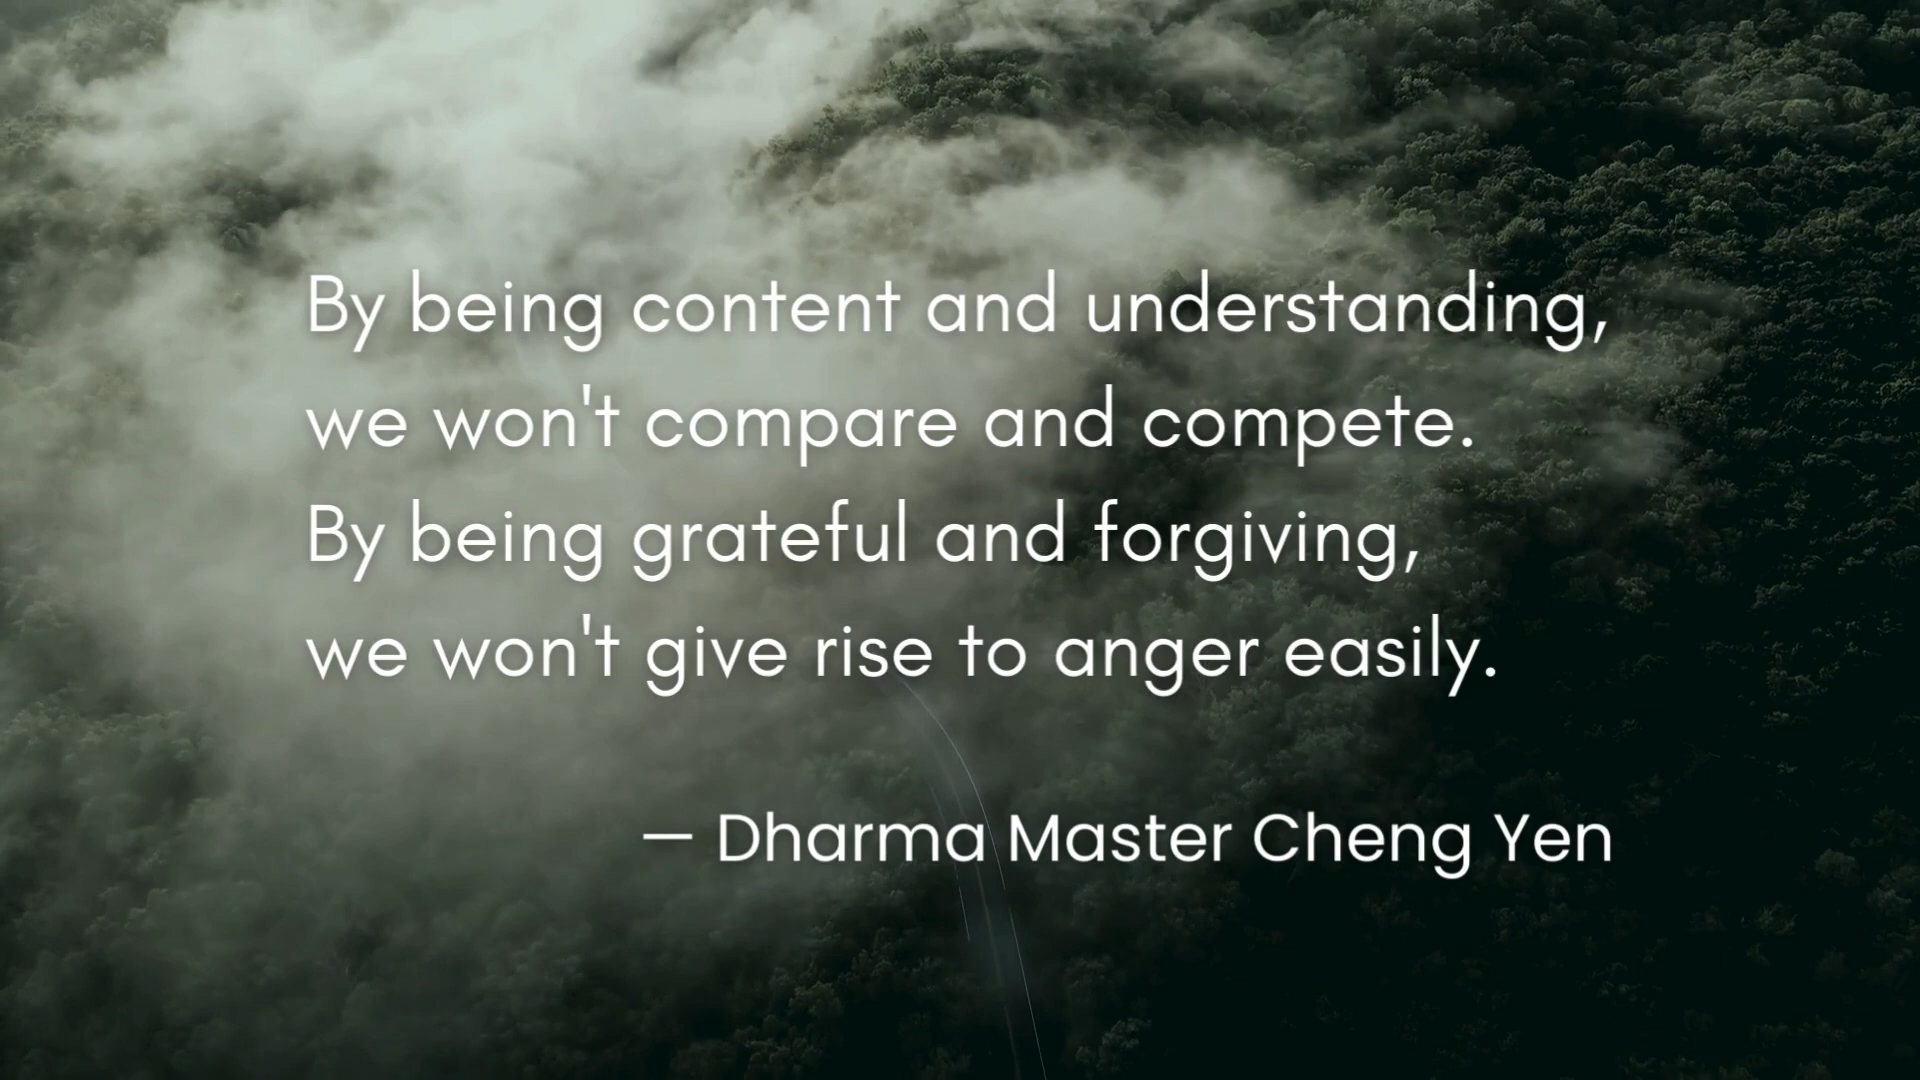 By being content and understanding,
we won't compare and compete.
By being grateful and forgiving,
we won't give rise to anger easily.
— Dharma Master Cheng Yen